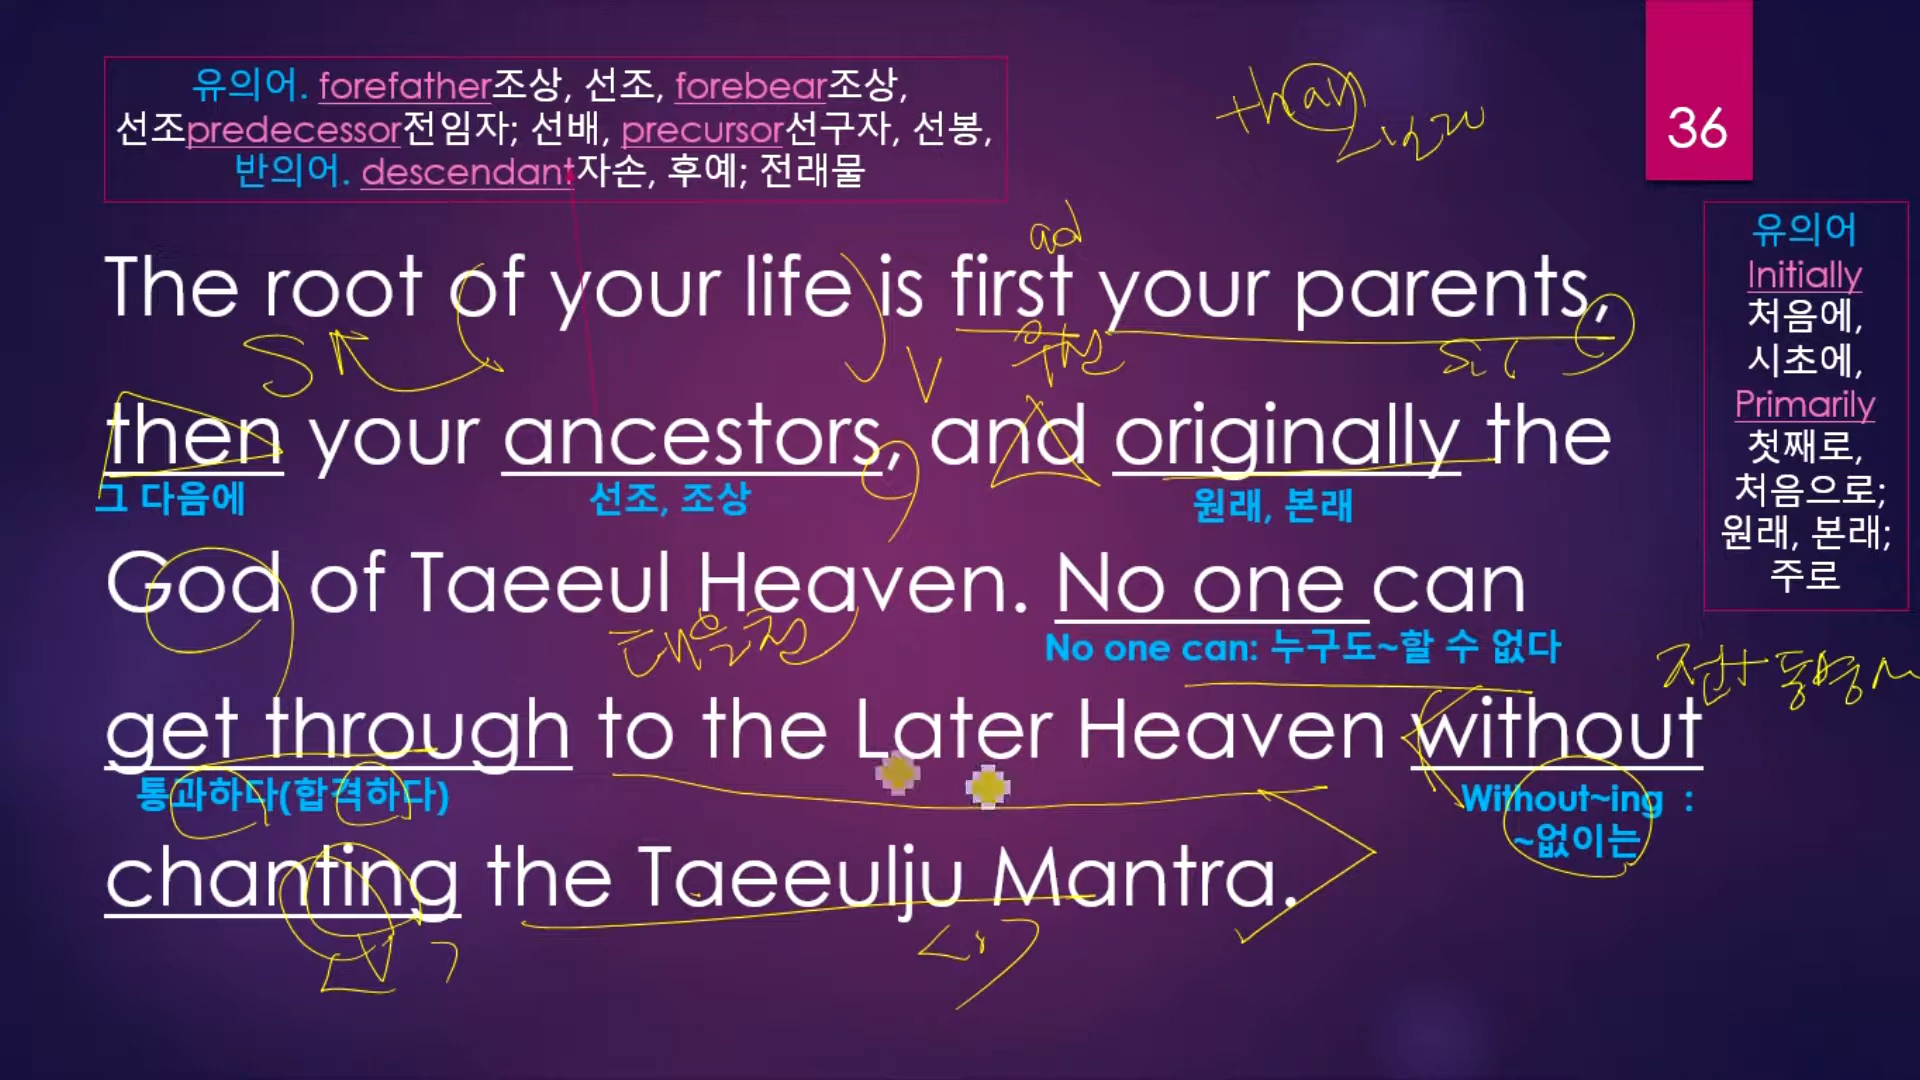 유의어. forefather조상, 선조, forebear조상,
선조predecessor전임자; 선배, precursor선구자, 선봉,
반의어. descendant자손, 후예; 전래물
than
36
ad
The root of your life is first your parents,
S
V
then your ancestors, and originally the
그 다음에
선조, 조상
원래, 본래
God of Taeeul Heaven. No one can
태을천
No one can: 누구도~할 수 없다
get through to the Later Heaven without
통과하다(합격하다)
Without~ing :
~없이는
chanting the Taeeulju Mantra.
유의어
Initially
처음에,
시초에,
Primarily
첫째로,
처음으로;
원래, 본래;
주로